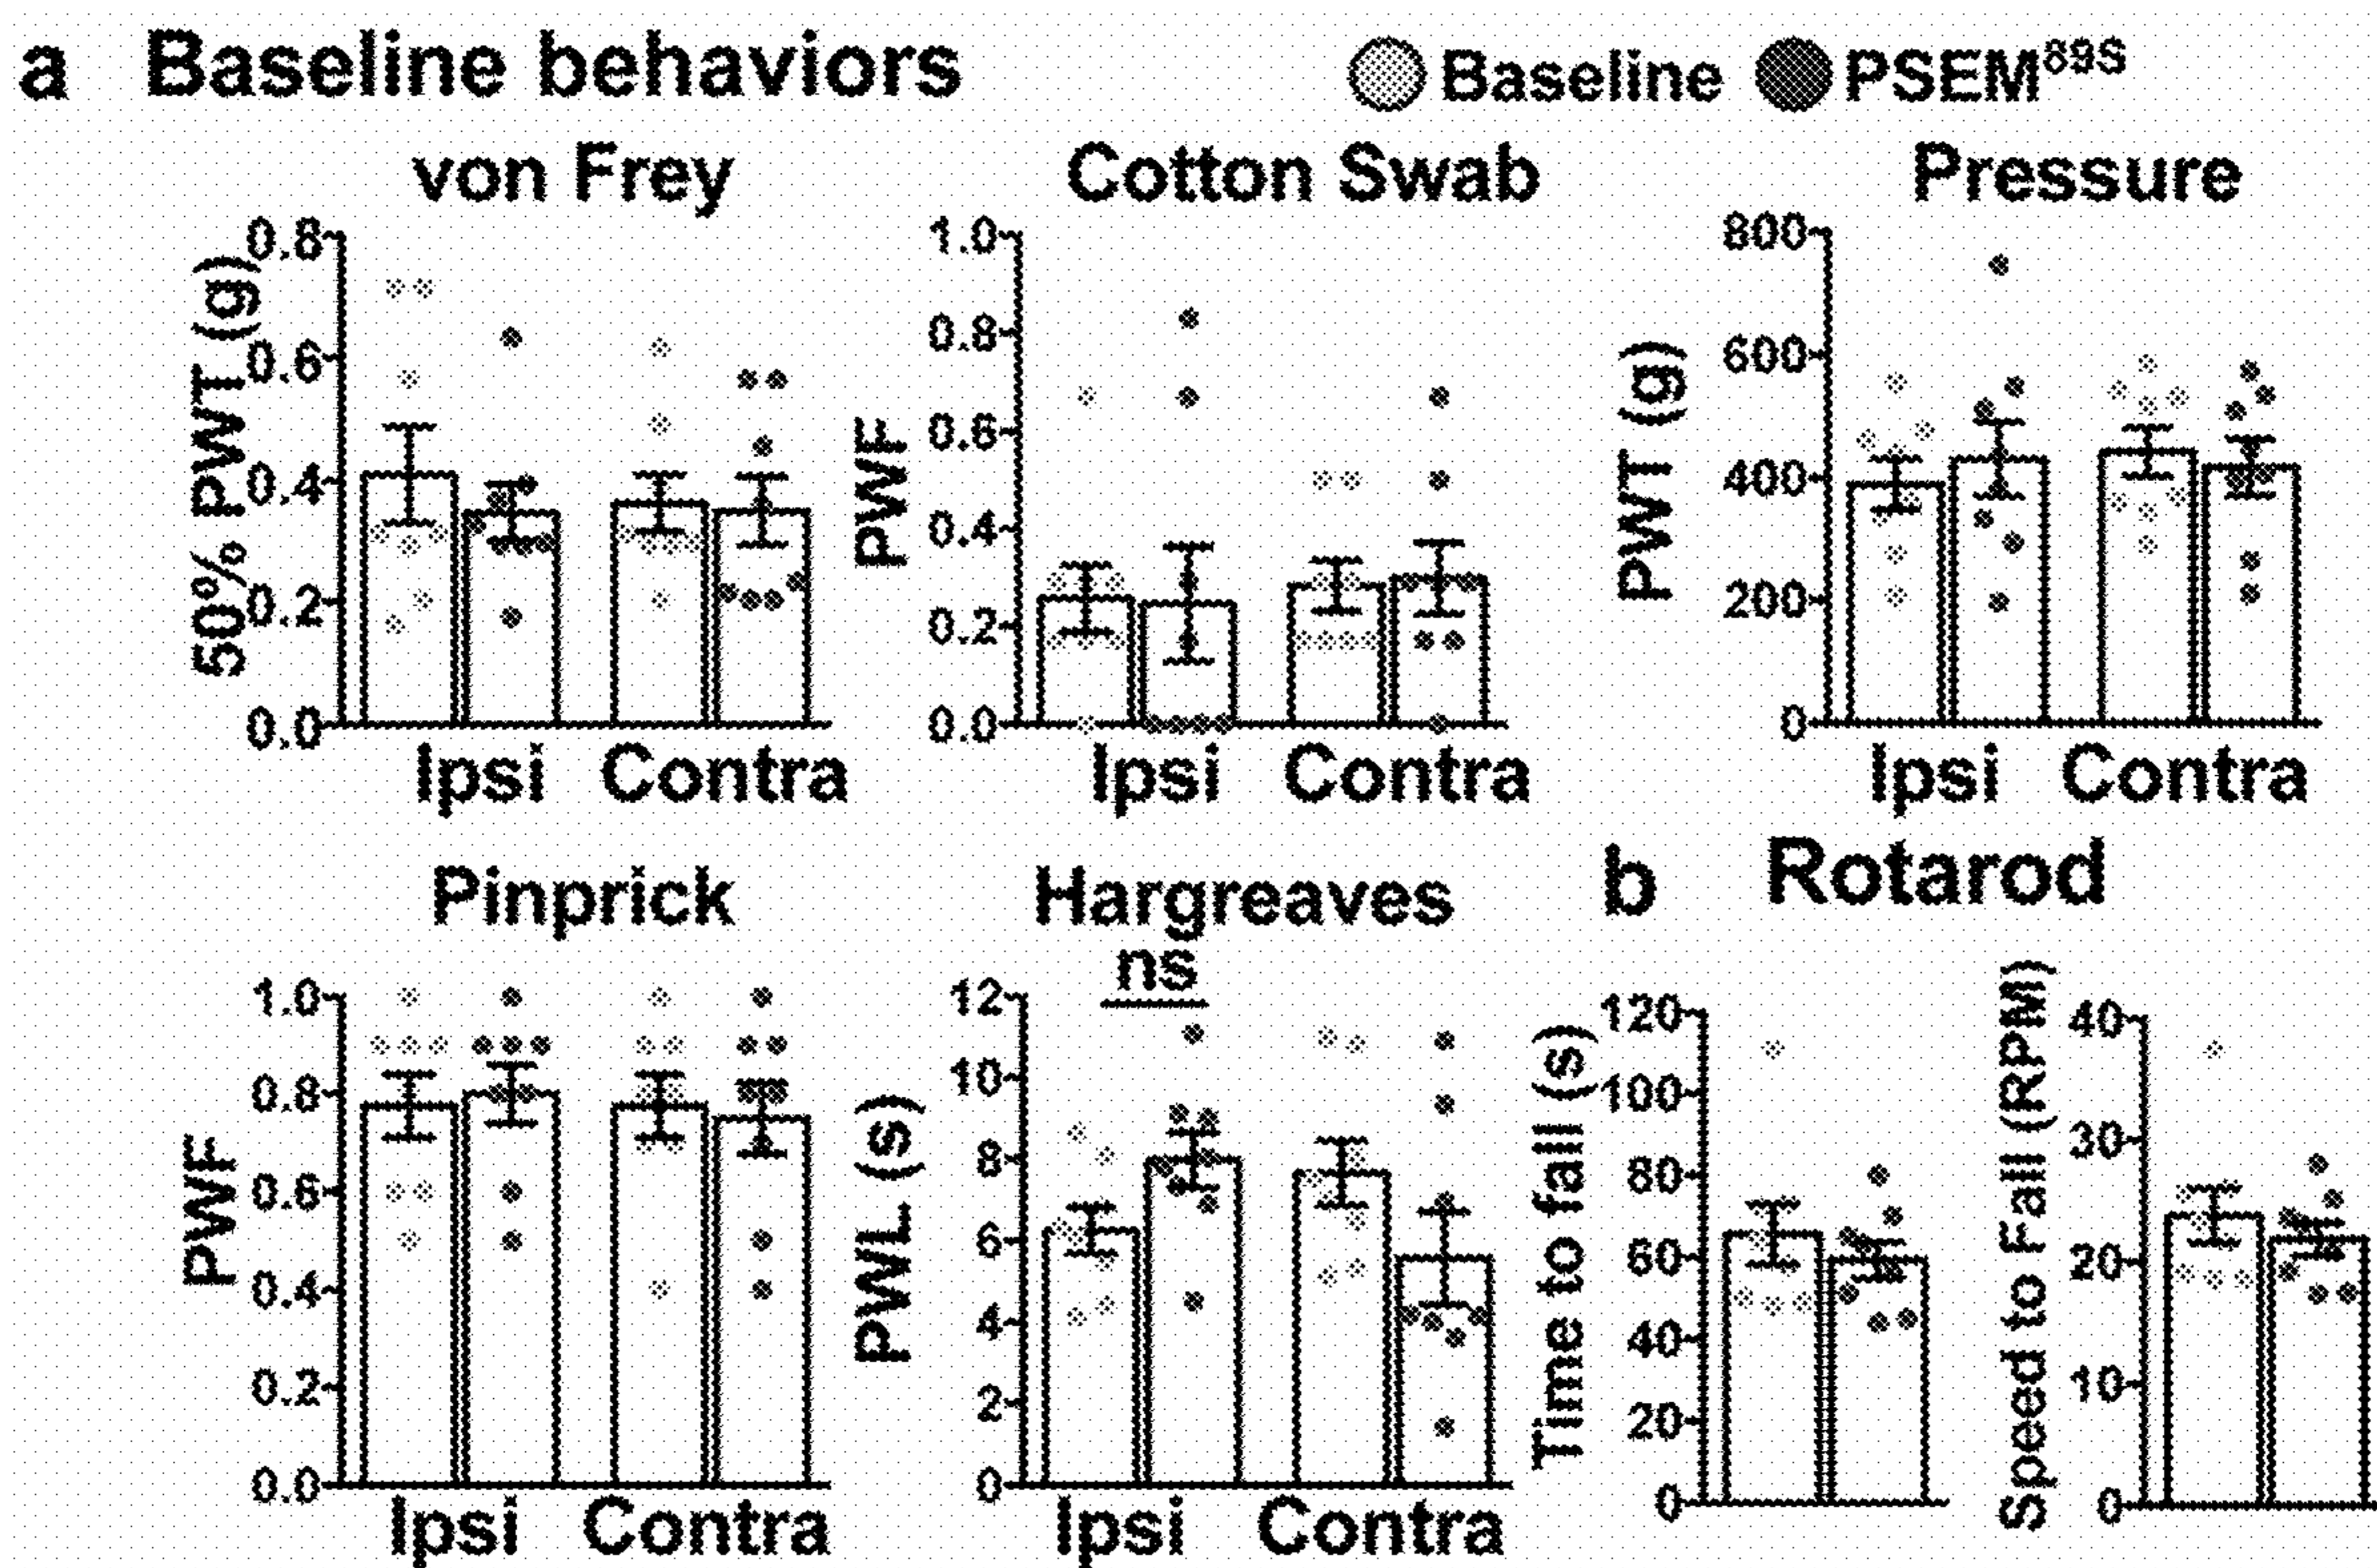 a Baseline behaviors
Baseline PSEM89S
von Frey
50% PWT (g)
0.8
0.6
0.4
0.2
0.0
Ipsi Contra
Cotton Swab
PWF
1.0
0.8
0.6
0.4
0.2
0.0
Ipsi Contra
Pressure
PWT (g)
800
600
400
200
0
Ipsi Contra
Pinprick
PWF
1.0
0.8
0.6
0.4
0.2
0.0
Ipsi Contra
Hargreaves
ns
PWL (s)
12
10
8
6
4
2
0
Ipsi Contra
b Rotarod
Time to fall (s)
120
100
80
60
40
20
0
Speed to Fall (RPM)
40
30
20
10
0